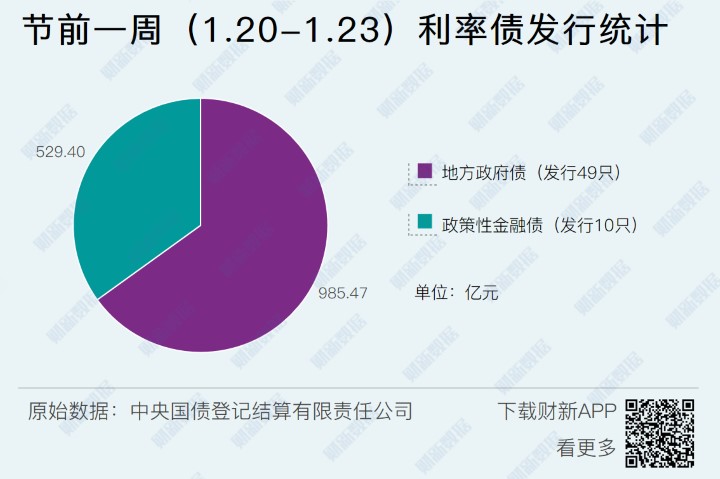 节前一周（1.20-1.23）利率债发行统计
529.40
地方政府债（发行49只）
政策性金融债（发行10只）
985.47
单位：亿元
原始数据：中央国债登记结算有限责任公司
下载财新APP
看更多